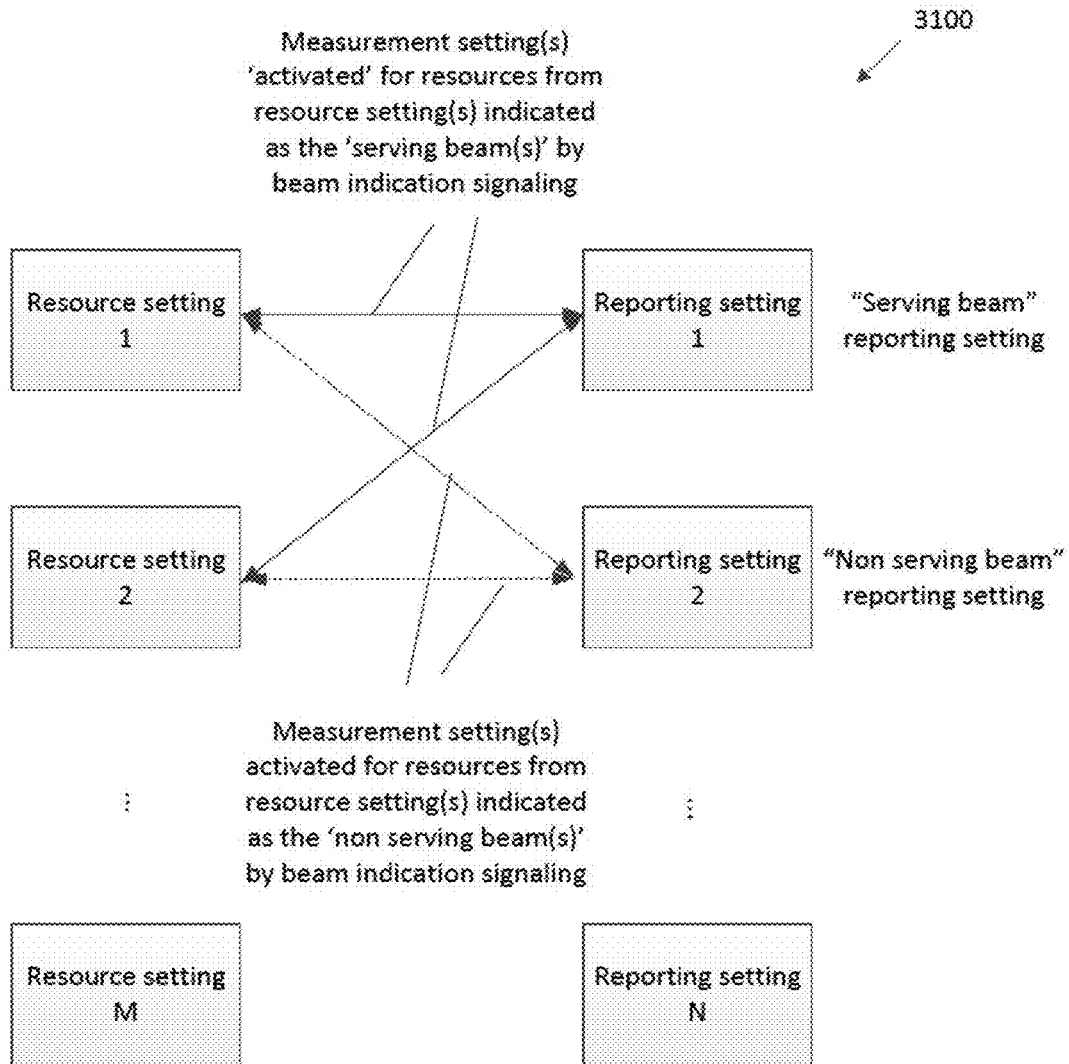 3100
Measurement setting(s)
'activated' for resources from
resource setting(s) indicated
as the 'serving beam(s)' by
beam indication signaling
Resource setting
1
Reporting setting
1
"Serving beam"
reporting setting
Resource setting
2
Reporting setting
2
"Non serving beam"
reporting setting
Measurement setting(s)
activated for resources from
resource setting(s) indicated
as the 'non serving beam(s)'
by beam indication signaling
Resource setting
M
Reporting setting
N